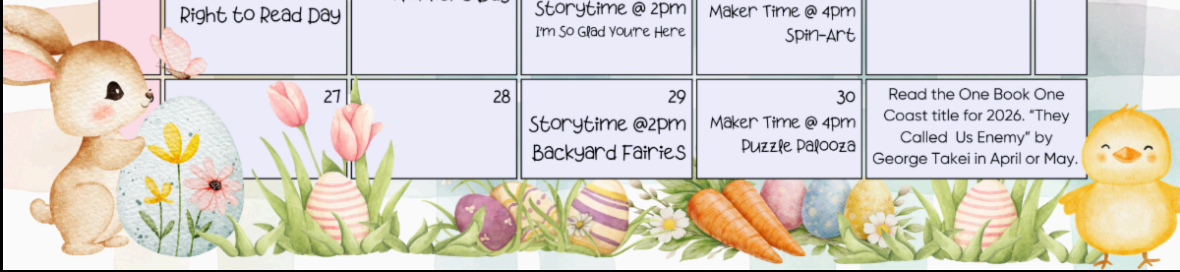 Right to Read Day
Storytime @ 2pm
I'm So Glad You're Here
Maker Time @ 4pm
Spin-Art
27
28
29
Storytime @2pm
Backyard Fairies
30
Maker Time @ 4pm
Puzzle Palooza
Read the One Book One
Coast title for 2026. "They
Called Us Enemy" by
George Takei in April or May.